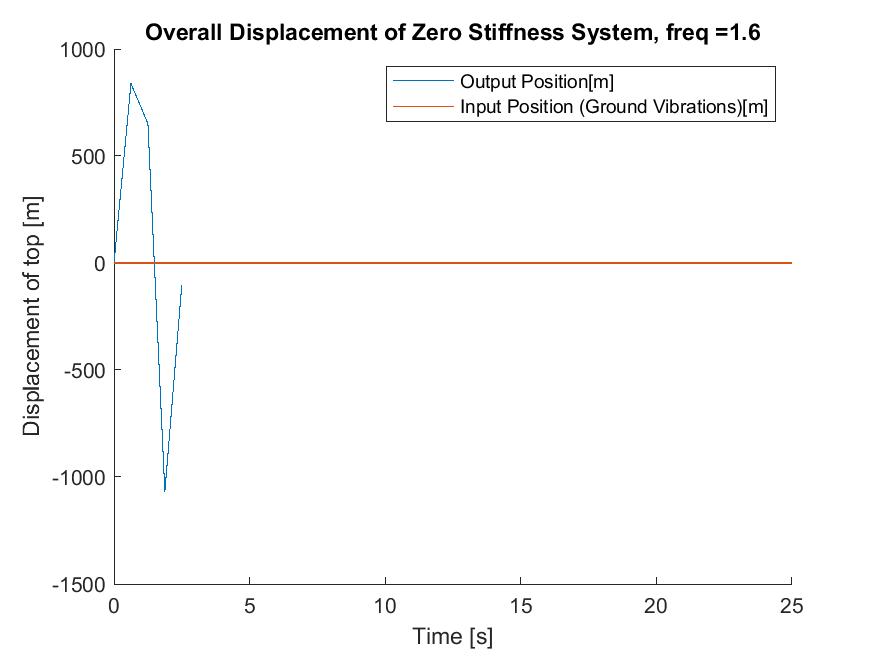 Overall Displacement of Zero Stiffness System, freq =1.6
1000
Output Position[m]
Input Position (Ground Vibrations)[m]
500
0
-500
-1000
-1500
Displacement of top [m]
0 5 10 15 20 25
Time [s]